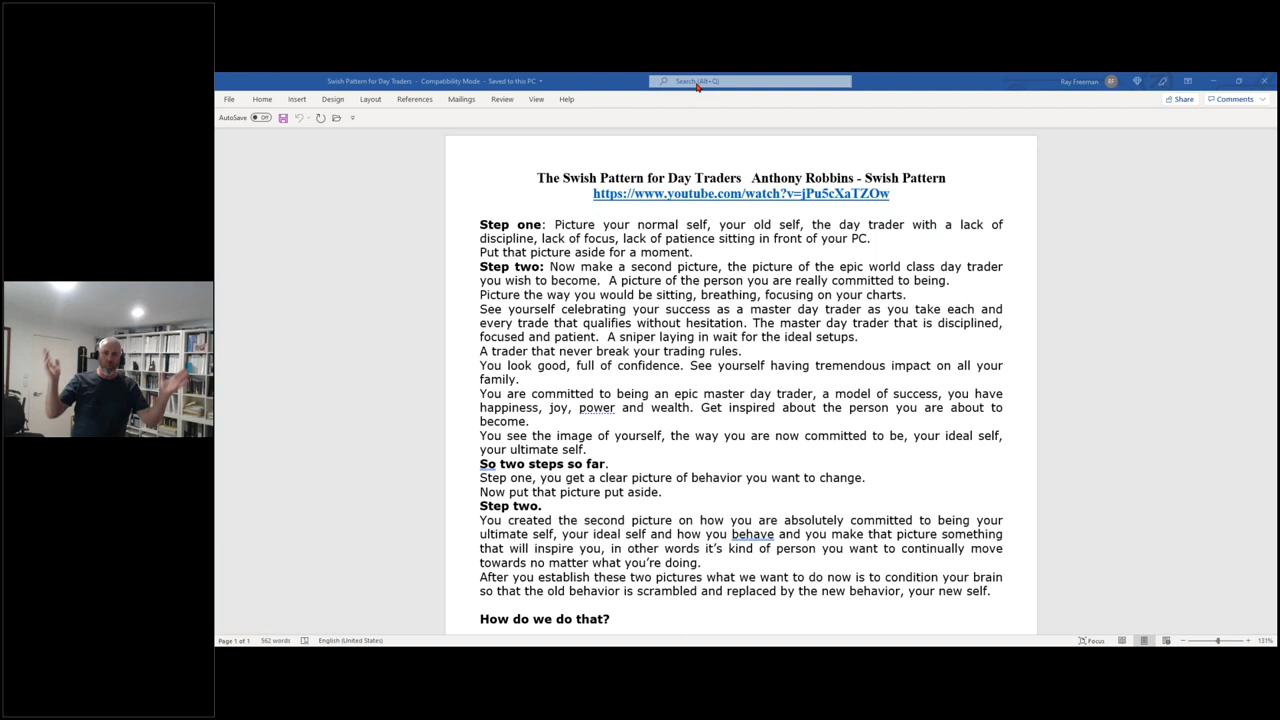 Swish Pattern for Day Traders - Compatibility Mode - Saved to this PC
Search (Alt+Q)
Ray Freeman
RF
File Home Insert Design Layout References Mailings Review View Help
Share Comments
AutoSave Off
The Swish Pattern for Day Traders Anthony Robbins - Swish Pattern
https://www.youtube.com/watch?v=jPu5cXaTZOw
Step one: Picture your normal self, your old self, the day trader with a lack of
discipline, lack of focus, lack of patience sitting in front of your PC.
Put that picture aside for a moment.
Step two: Now make a second picture, the picture of the epic world class day trader
you wish to become. A picture of the person you are really committed to being.
Picture the way you would be sitting, breathing, focusing on your charts.
See yourself celebrating your success as a master day trader as you take each and
every trade that qualifies without hesitation. The master day trader that is disciplined,
focused and patient. A sniper laying in wait for the ideal setups.
A trader that never break your trading rules.
You look good, full of confidence. See yourself having tremendous impact on all your
family.
You are committed to being an epic master day trader, a model of success, you have
happiness, joy, power and wealth. Get inspired about the person you are about to
become.
You see the image of yourself, the way you are now committed to be, your ideal self,
your ultimate self.
So two steps so far.
Step one, you get a clear picture of behavior you want to change.
Now put that picture put aside.
Step two.
You created the second picture on how you are absolutely committed to being your
ultimate self, your ideal self and how you behave and you make that picture something
that will inspire you, in other words it's kind of person you want to continually move
towards no matter what you're doing.
After you establish these two pictures what we want to do now is to condition your brain
so that the old behavior is scrambled and replaced by the new behavior, your new self.
How do we do that?
Page 1 of 1 562 words English (United States)
Focus
131%